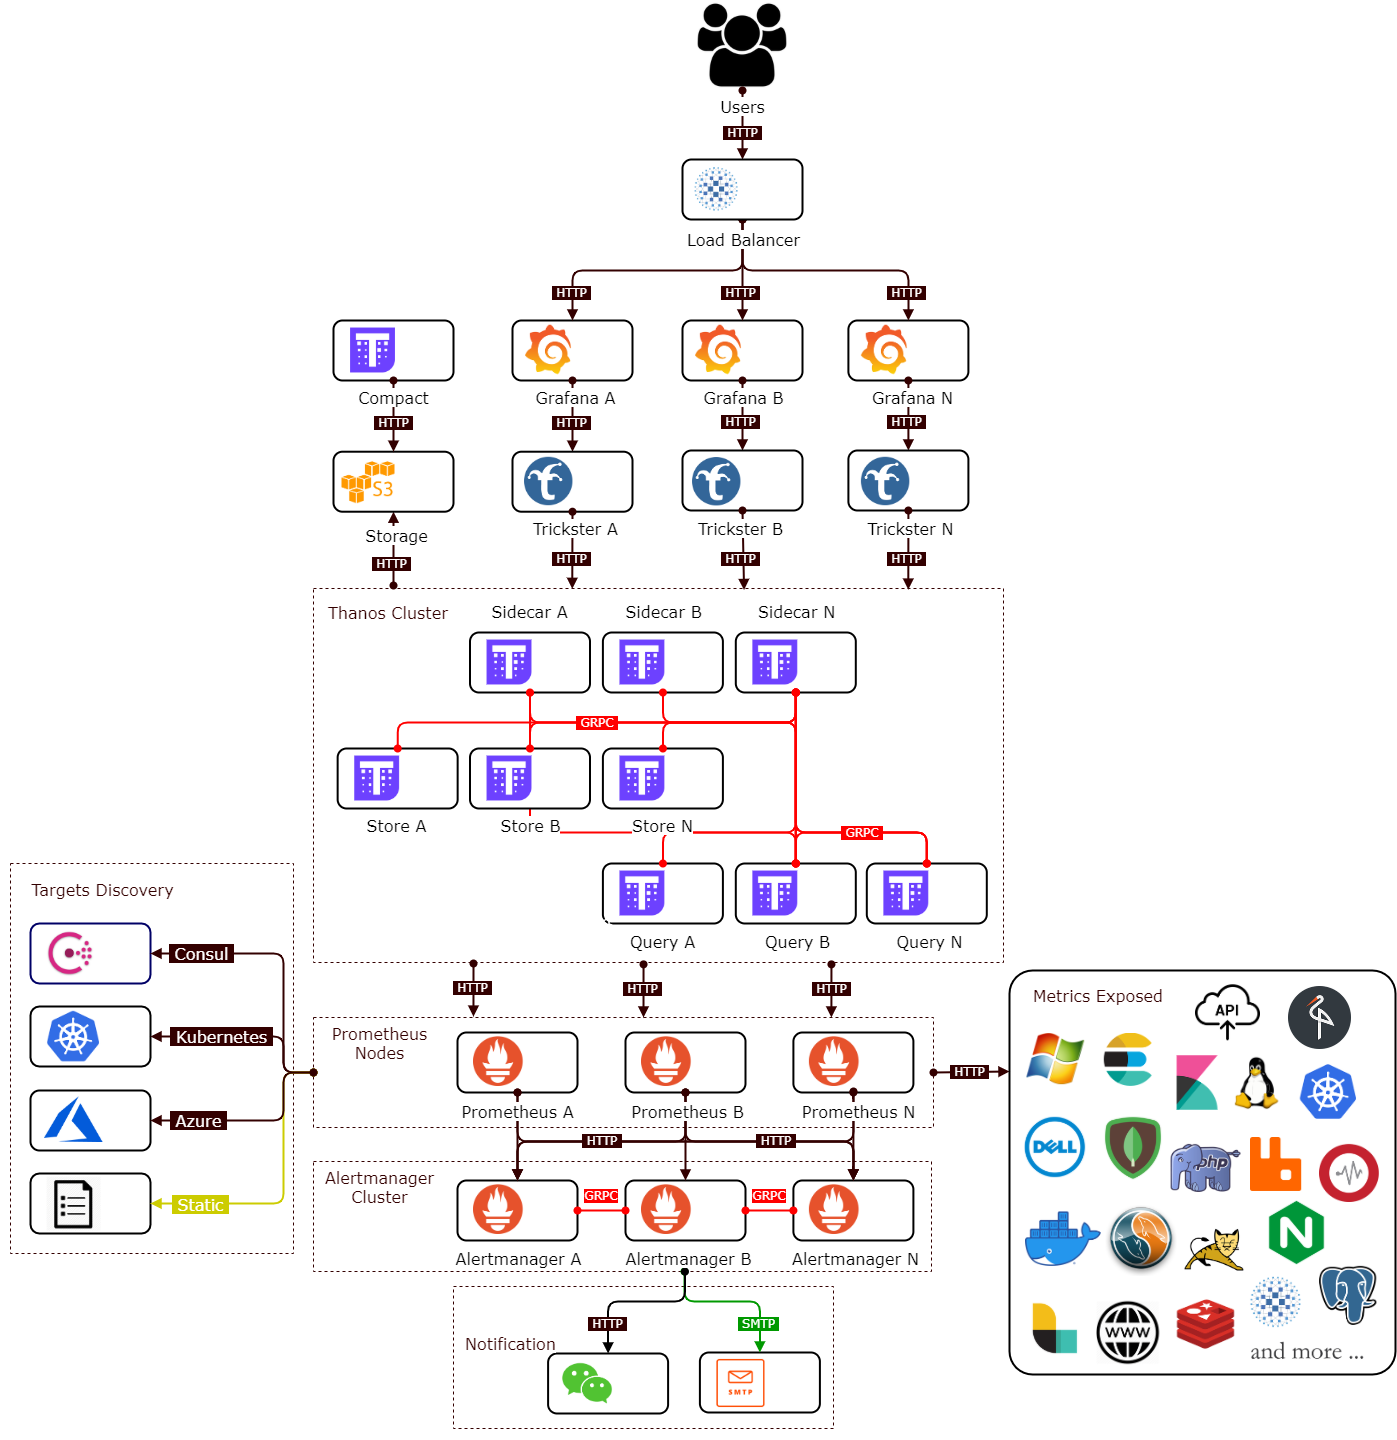 Users
HTTP
Load Balancer
HTTP
HTTP
HTTP
Compact
Grafana A
Grafana B
Grafana N
HTTP
HTTP
HTTP
HTTP
S3
Storage
Trickster A
Trickster B
Trickster N
HTTP
HTTP
HTTP
HTTP
Thanos Cluster
Sidecar A
Sidecar B
Sidecar N
GRPC
Store A
Store B
Store N
GRPC
Query A
Query B
Query N
Targets Discovery
Consul
Kubernetes
Azure
Static
HTTP
HTTP
HTTP
Prometheus
Nodes
Prometheus A
Prometheus B
Prometheus N
HTTP
HTTP
HTTP
Alertmanager
Cluster
GRPC
GRPC
Alertmanager A
Alertmanager B
Alertmanager N
HTTP
SMTP
Notification
SMTP
Metrics Exposed
API
DELL
php
N
WWW
and more ...